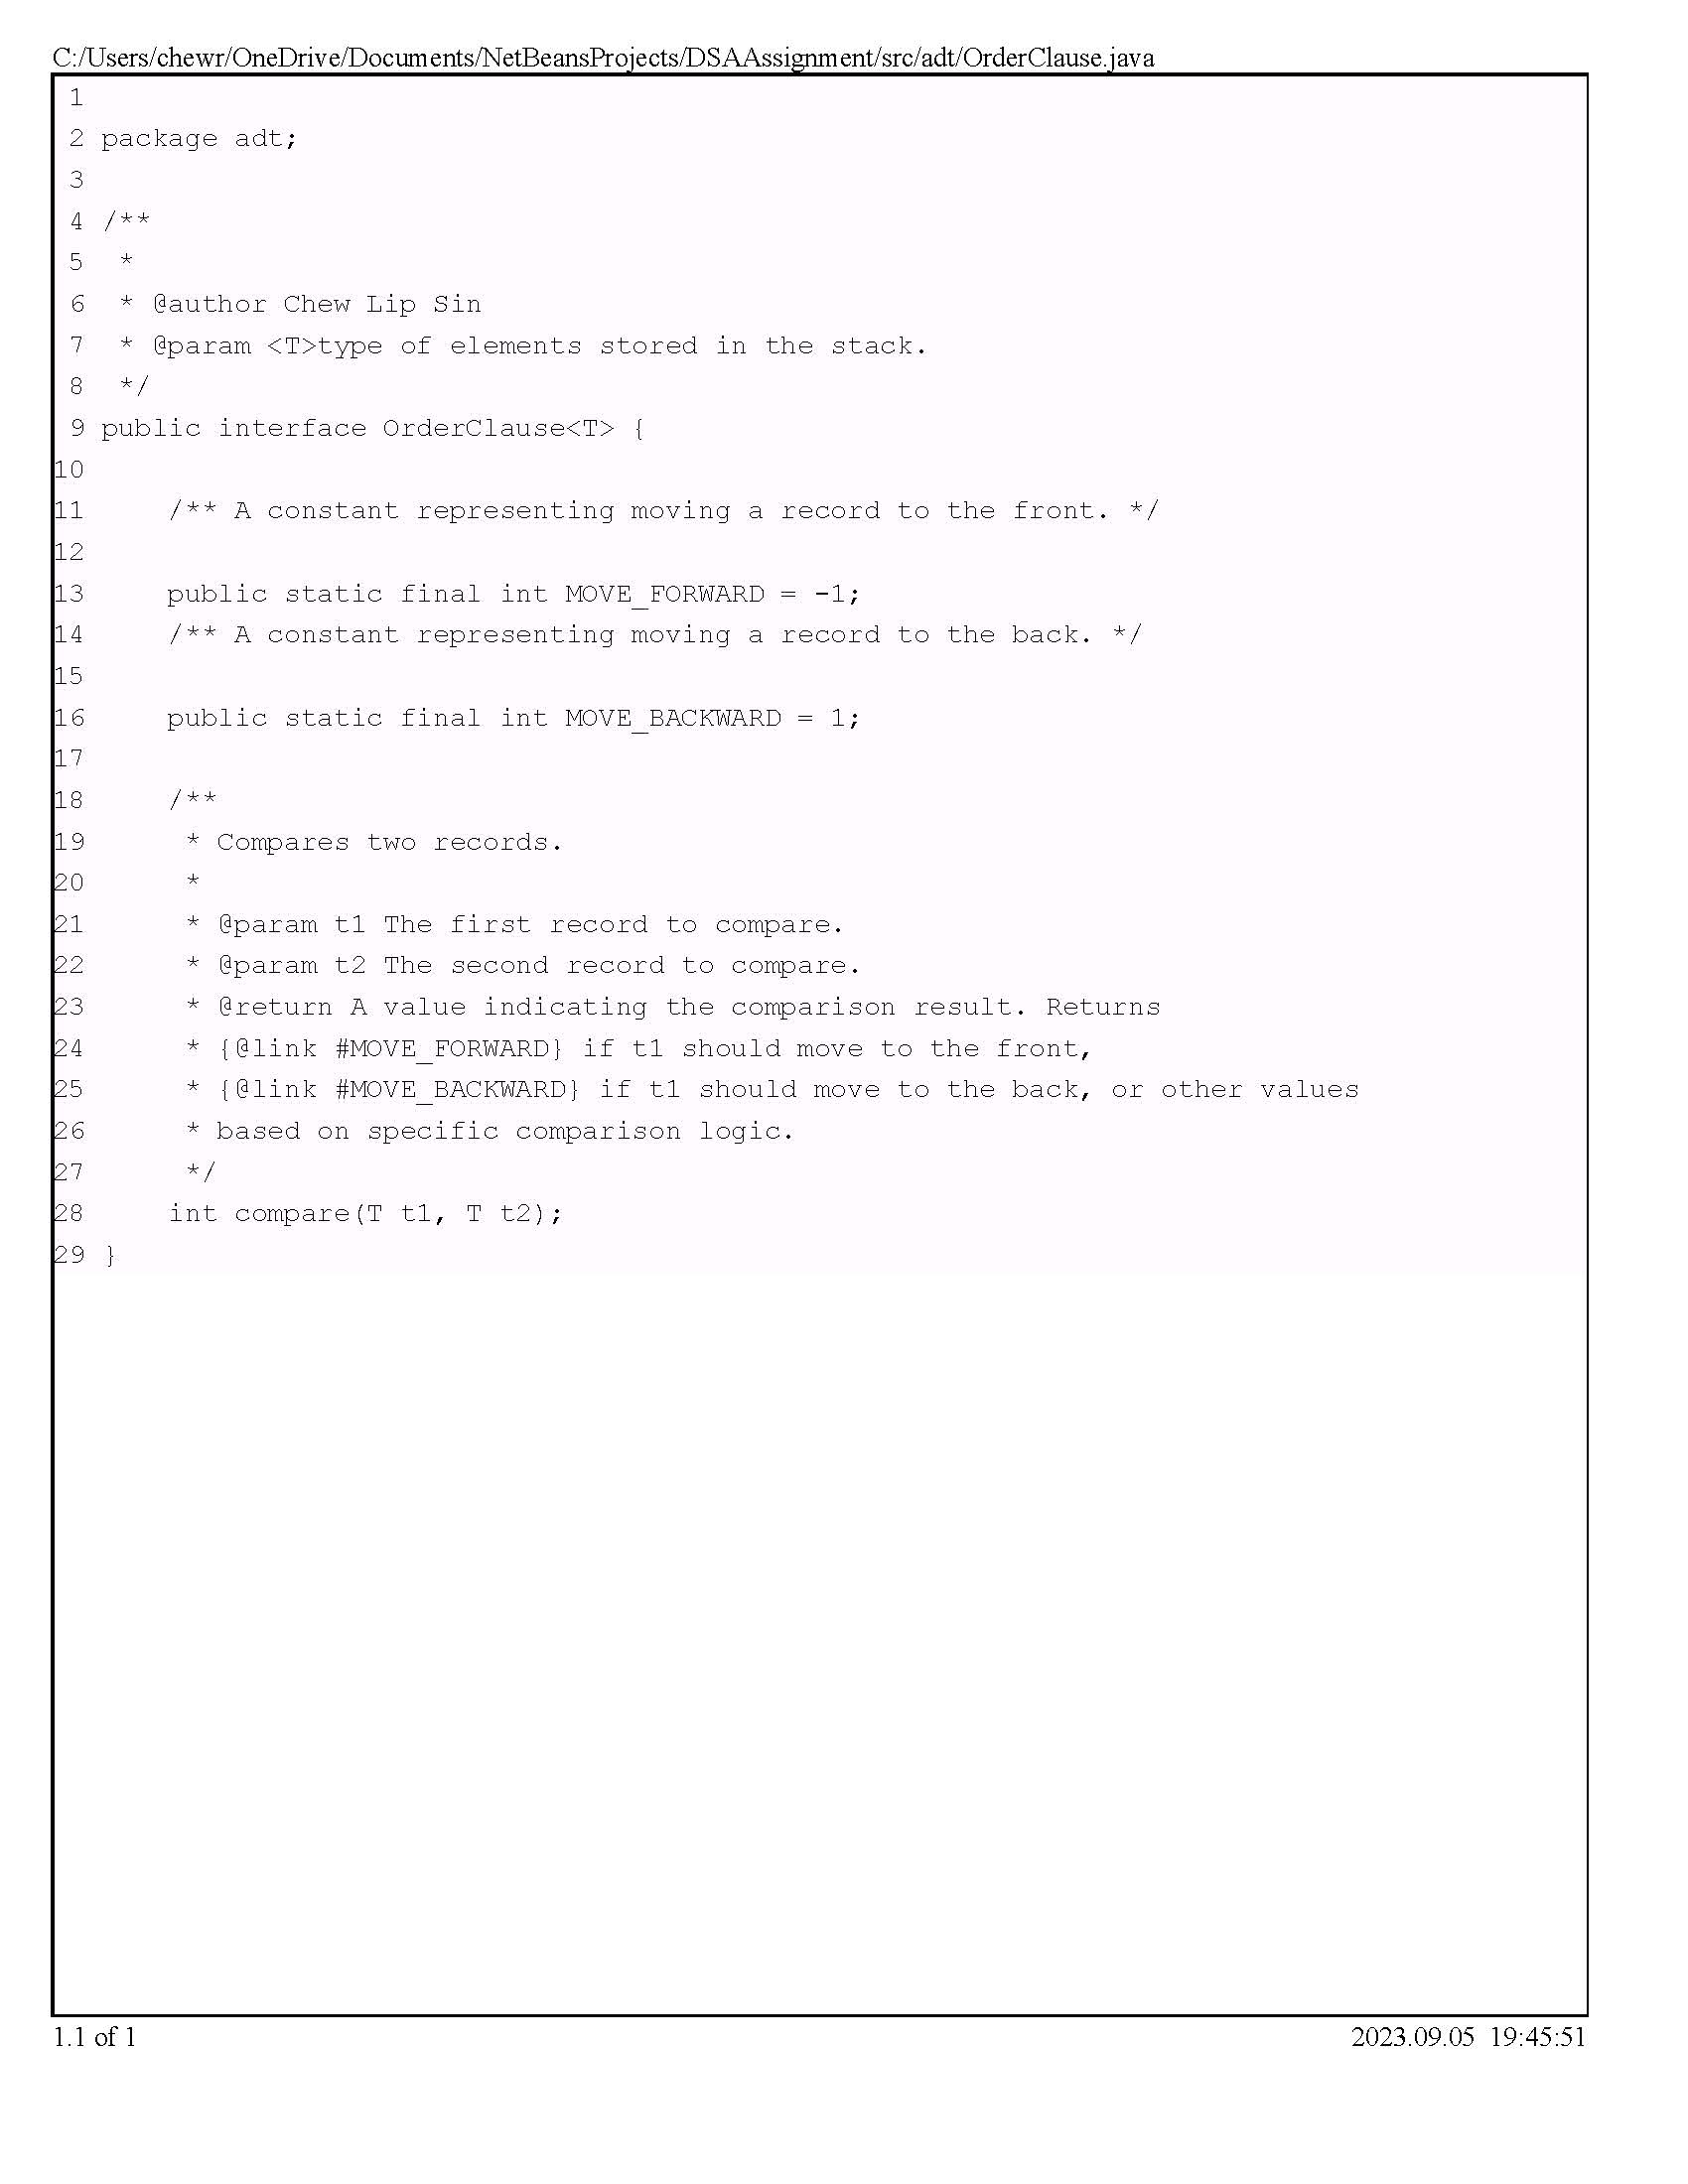 C:/Users/chewr/OneDrive/Documents/NetBeansProjects/DSAAssignment/src/adt/OrderClause.java
1
2 package adt;
3
4 /**
5  *
6  * @author Chew Lip Sin
7  * @param <T>type of elements stored in the stack.
8  */
9 public interface OrderClause<T> {
10
11     /** A constant representing moving a record to the front. */
12
13     public static final int MOVE_FORWARD = -1;
14     /** A constant representing moving a record to the back. */
15
16     public static final int MOVE_BACKWARD = 1;
17
18     /**
19      * Compares two records.
20      *
21      * @param t1 The first record to compare.
22      * @param t2 The second record to compare.
23      * @return A value indicating the comparison result. Returns
24      * {@link #MOVE_FORWARD} if t1 should move to the front,
25      * {@link #MOVE_BACKWARD} if t1 should move to the back, or other values
26      * based on specific comparison logic.
27      */
28     int compare(T t1, T t2);
29 }
1.1 of 1 2023.09.05 19:45:51